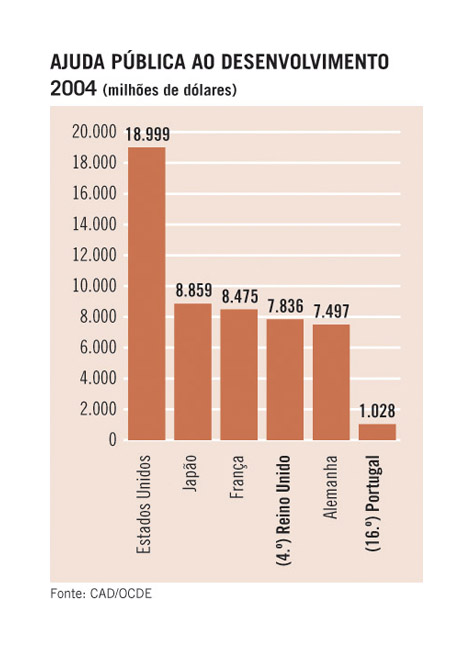 AJUDA PÚBLICA AO DESENVOLVIMENTO
2004 (milhões de dólares)
20.000
18.000
16.000
14.000
12.000
10.000
8.000
6.000
4.000
2.000
0
18.999
8.859
8.475
7.836
7.497
1.028
Estados Unidos
Japão
França
(4.º) Reino Unido
Alemanha
(16.º) Portugal
Fonte: CAD/OCDE